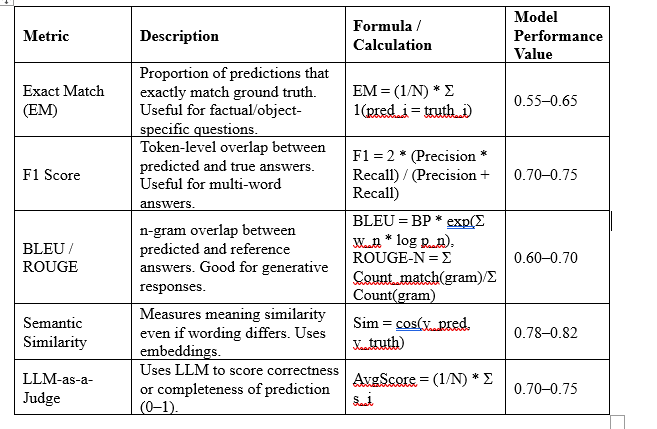 Metric
Description
Formula /
Calculation
Model
Performance
Value
Exact Match
(EM)
Proportion of predictions that
exactly match ground truth.
Useful for factual/object-
specific questions.
EM = (1/N) * Σ
1(pred_i = truth_i)
0.55–0.65
F1 Score
Token-level overlap between
predicted and true answers.
Useful for multi-word
answers.
F1 = 2 * (Precision *
Recall) / (Precision +
Recall)
0.70–0.75
BLEU /
ROUGE
n-gram overlap between
predicted and reference
answers. Good for generative
responses.
BLEU = BP * exp(Σ
w_n * log p_n),
ROUGE-N = Σ
Count_match(gram)/Σ
Count(gram)
0.60–0.70
Semantic
Similarity
Measures meaning similarity
even if wording differs. Uses
embeddings.
Sim = cos(v_pred,
v_truth)
0.78–0.82
LLM-as-a-
Judge
Uses LLM to score correctness
or completeness of prediction
(0–1).
AvgScore = (1/N) * Σ
s_i
0.70–0.75